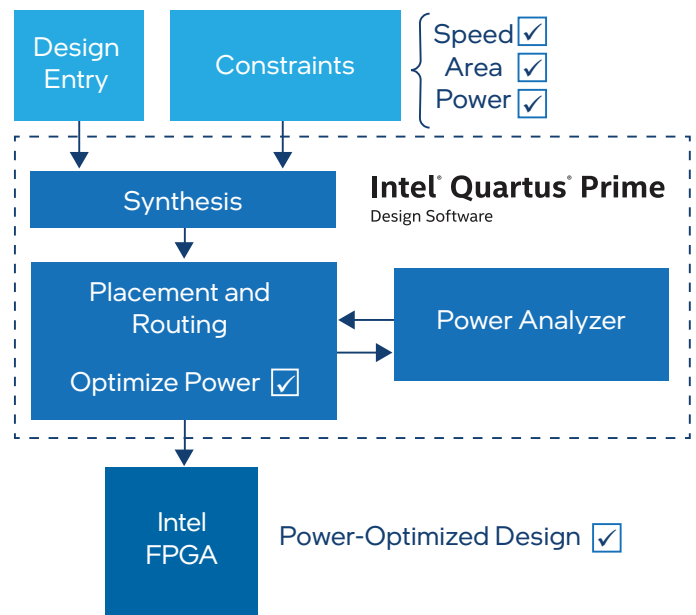 Design
Entry
Constraints
Speed
Area
Power
Synthesis
Intel® Quartus® Prime
Design Software
Placement and
Routing
Optimize Power
Power Analyzer
Intel
FPGA
Power-Optimized Design